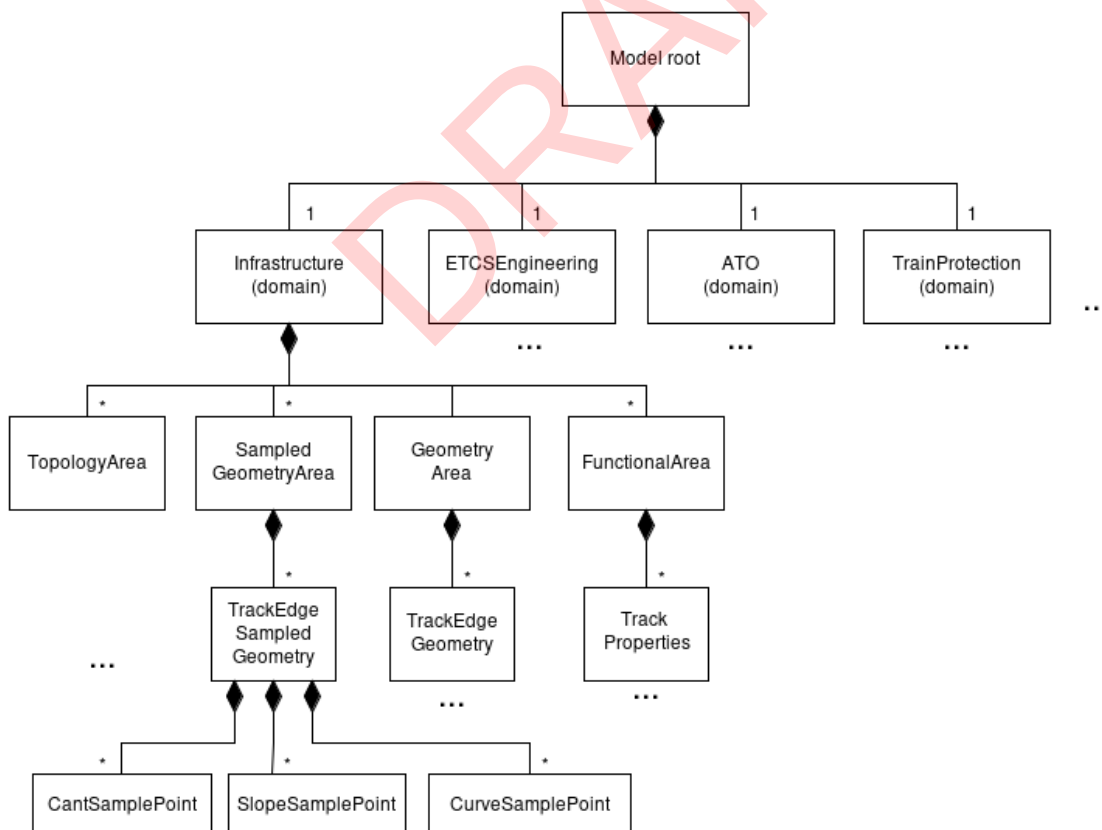 DRA
Model root
1
1
1
1
Infrastructure
(domain)
ETCSEngineering
(domain)
ATO
(domain)
TrainProtection
(domain)
..
...
...
...
*
*
*
TopologyArea
Sampled
GeometryArea
Geometry
Area
FunctionalArea
*
*
*
TrackEdge
Sampled
Geometry
TrackEdge
Geometry
Track
Properties
...
...
...
*
*
*
CantSamplePoint
SlopeSamplePoint
CurveSamplePoint